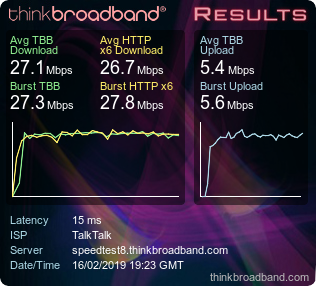 thinkbroadband® RESULTS
Avg TBB Download
27.1 Mbps
Avg HTTP x6 Download
26.7 Mbps
Avg TBB Upload
5.4 Mbps
Burst TBB
27.3 Mbps
Burst HTTP x6
27.8 Mbps
Burst Upload
5.6 Mbps
Latency 15 ms
ISP TalkTalk
Server speedtest8.thinkbroadband.com
Date/Time 16/02/2019 19:23 GMT
thinkbroadband.com